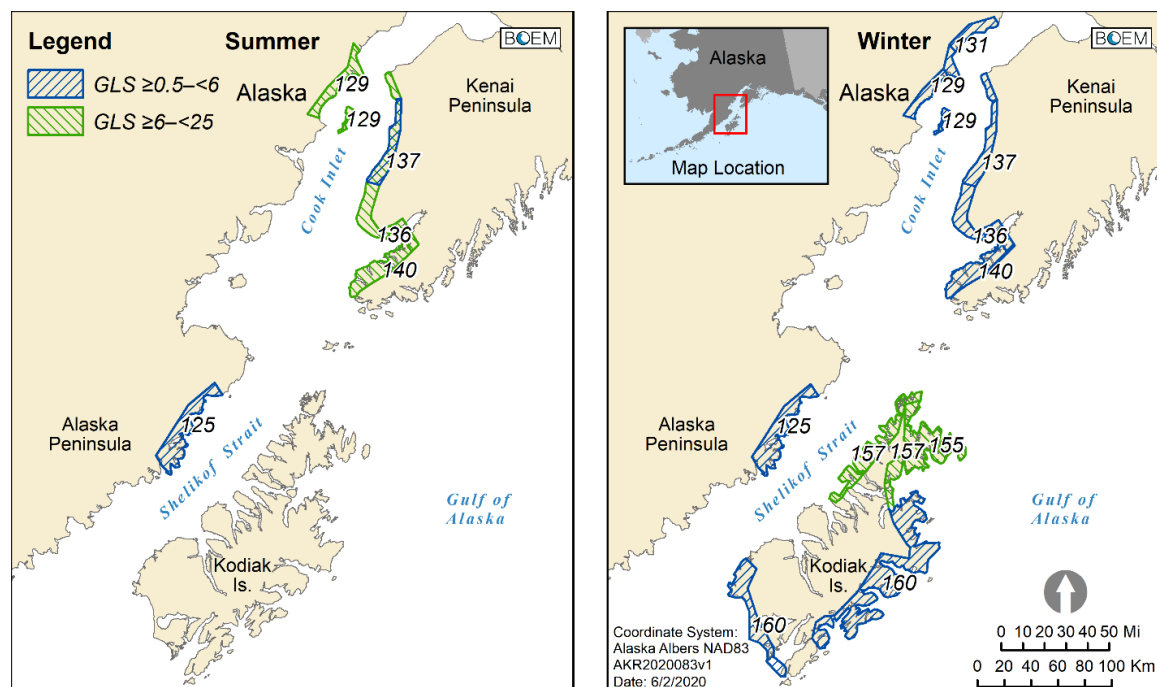 Legend
Summer
BOEM
GLS ≥0.5–<6
GLS ≥6–<25
Alaska
129
129
Kenai
Peninsula
Cook Inlet
137
136
140
125
Alaska
Peninsula
Shelikof Strait
Gulf of
Alaska
Kodiak
Is.
Winter
BOEM
Alaska
Map Location
131
Alaska
129
129
Kenai
Peninsula
Cook Inlet
137
136
140
125
Alaska
Peninsula
Shelikof Strait
157
157
155
Gulf of
Alaska
Kodiak
Is.
160
160
Coordinate System:
Alaska Albers NAD83
AKR2020083v1
Date: 6/2/2020
0 10 20 30 40 50 Mi
0 20 40 60 80 100 Km